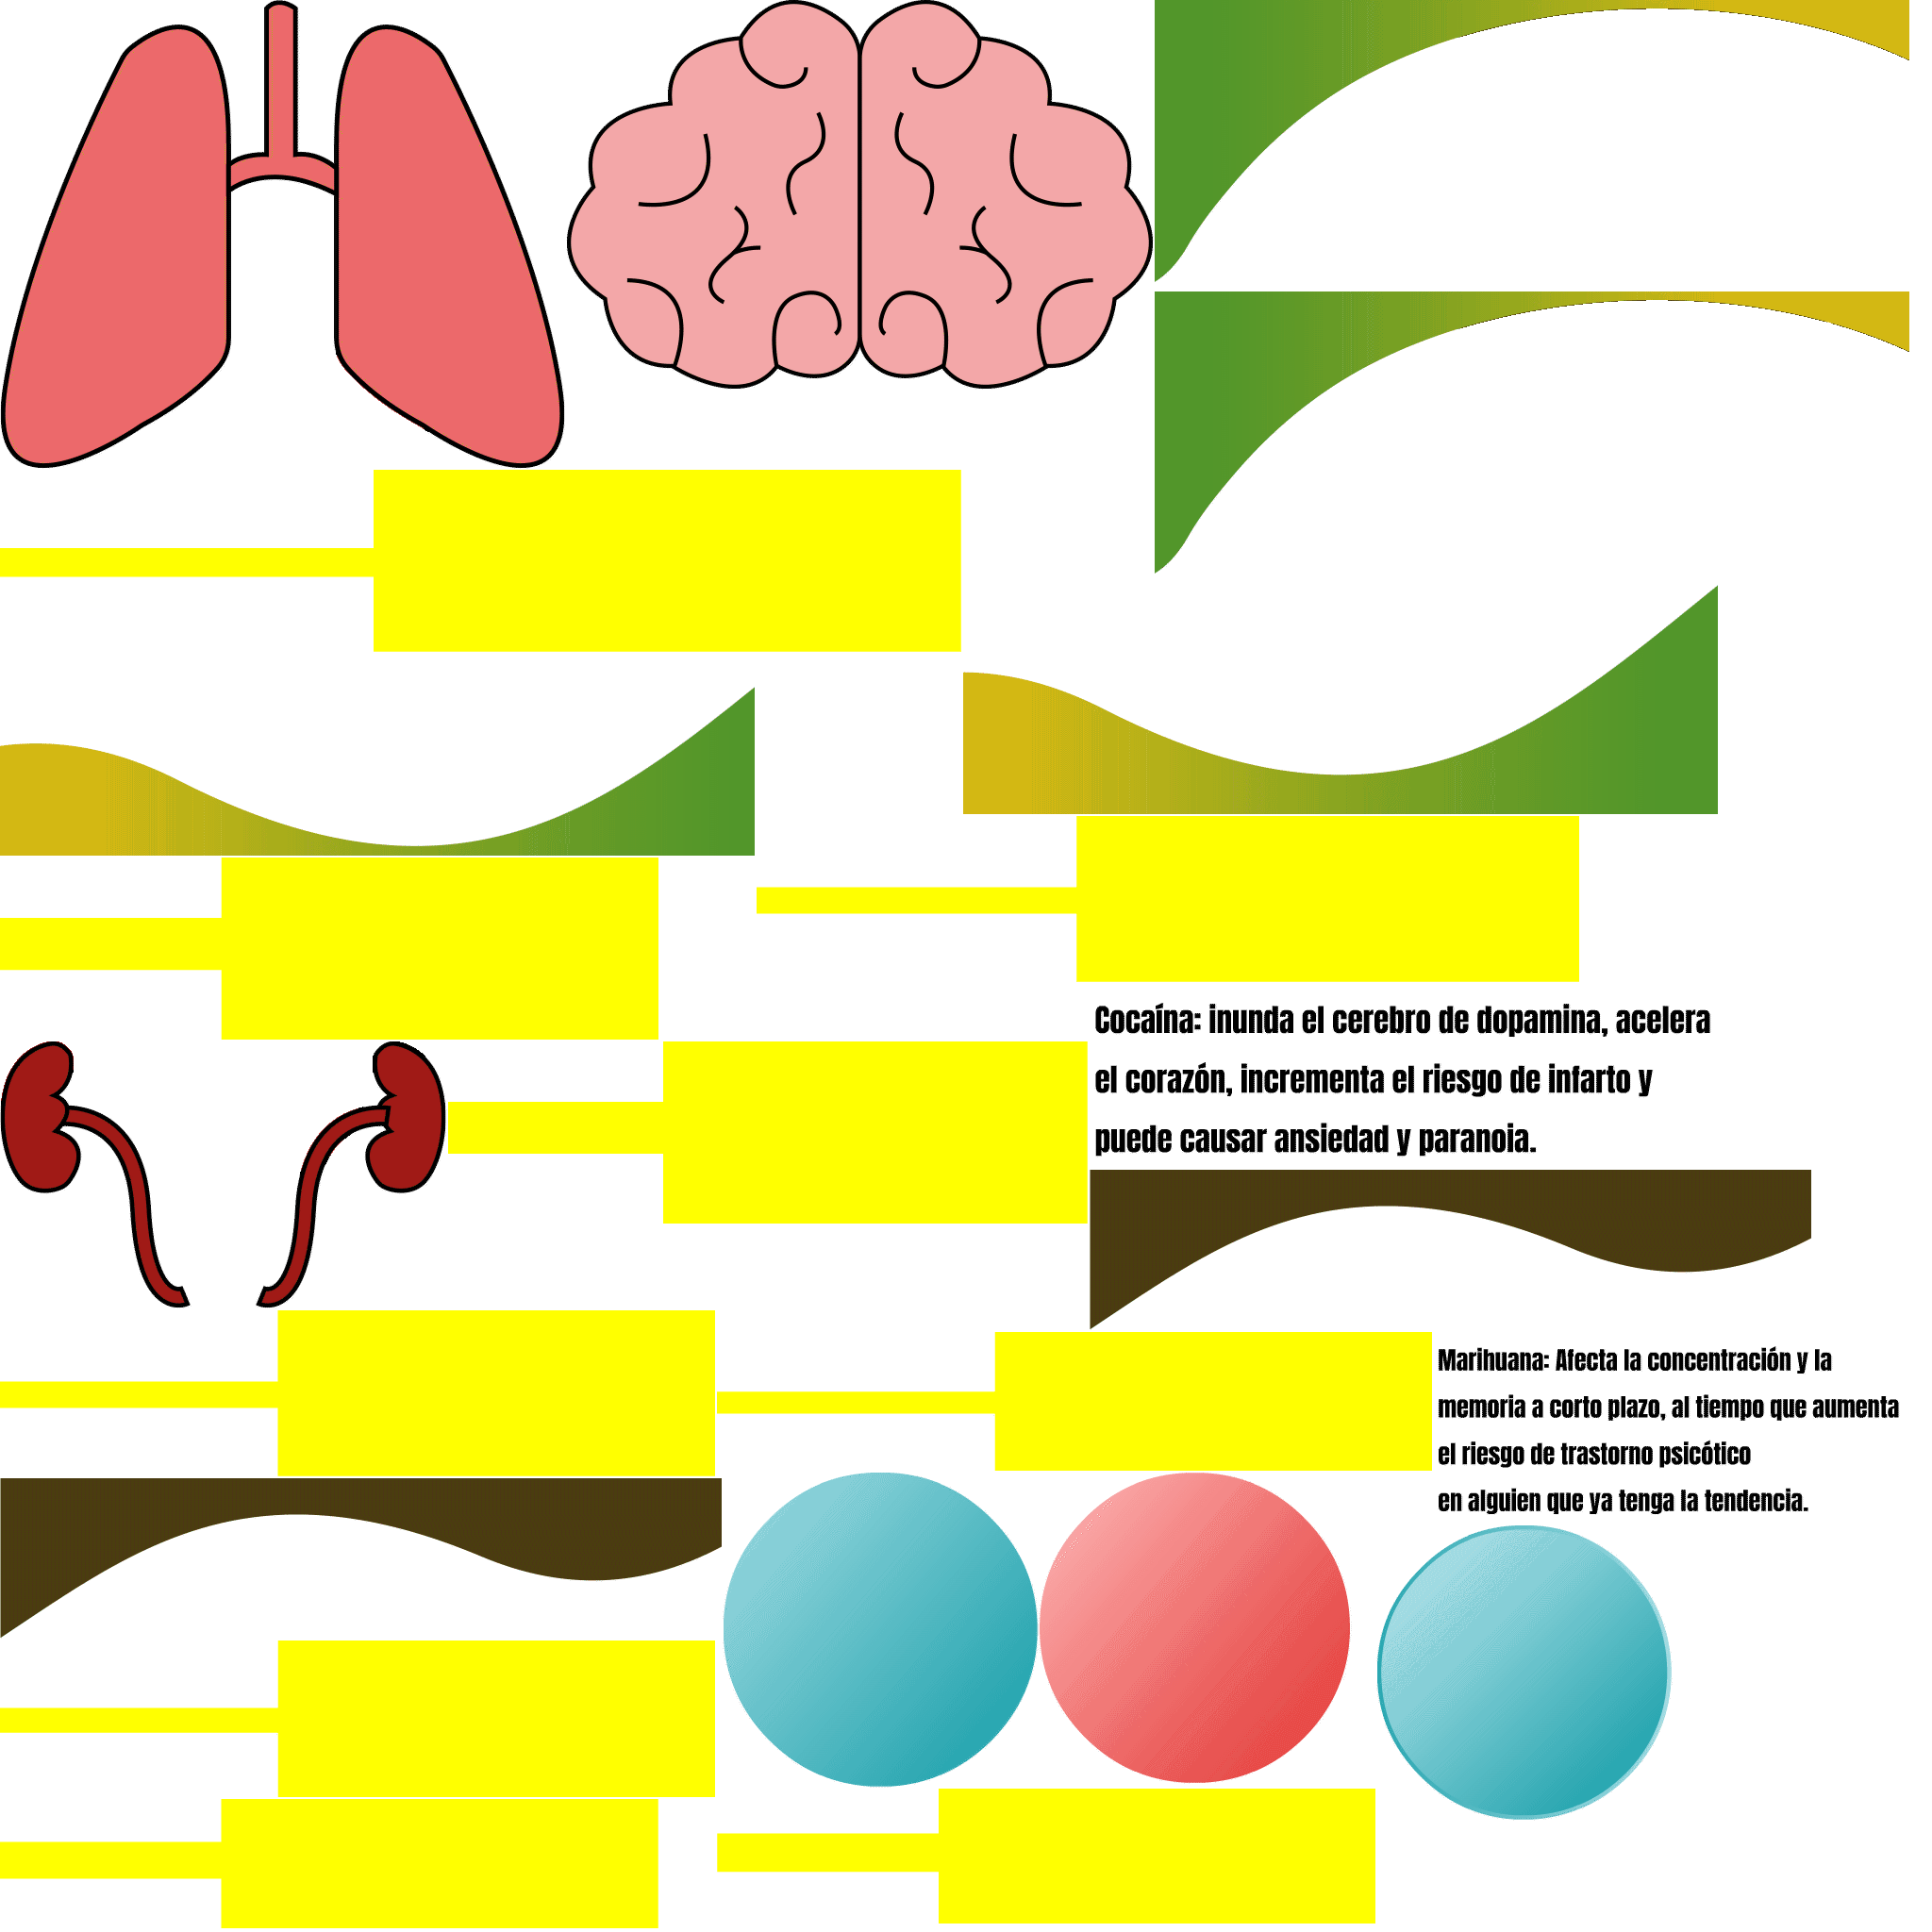 Cocaína: inunda el cerebro de dopamina, acelera
el corazón, incrementa el riesgo de infarto y
puede causar ansiedad y paranoia.
Marihuana: Afecta la concentración y la
memoria a corto plazo, al tiempo que aumenta
el riesgo de trastorno psicótico
en alguien que ya tenga la tendencia.